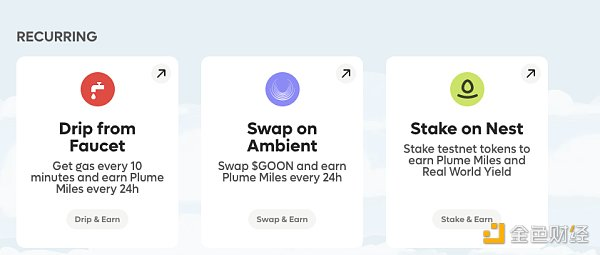 RECURRING
Drip from
Faucet
Get gas every 10
minutes and earn Plume
Miles every 24h
Drip & Earn
Swap on
Ambient
Swap $GOON and earn
Plume Miles every 24h
Swap & Earn
Stake on Nest
Stake testnet tokens to
earn Plume Miles and
Real World Yield
Stake & Earn
金色财经